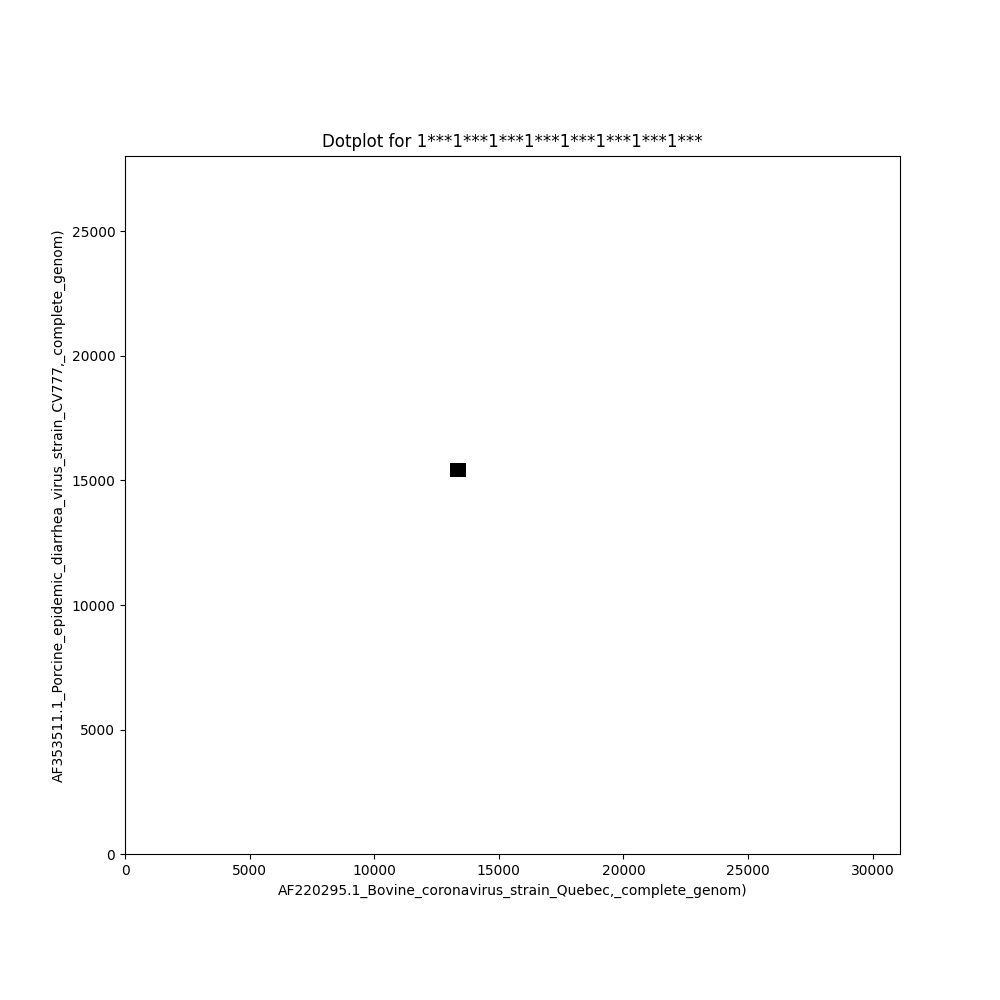 Dotplot for 1***1***1***1***1***1***1***1***
25000
20000
15000
10000
5000
0
AF353511.1_Porcine_epidemic_diarrhea_virus_strain_CV777,_complete_genom)
0 5000 10000 15000 20000 25000 30000
AF220295.1_Bovine_coronavirus_strain_Quebec,_complete_genom)